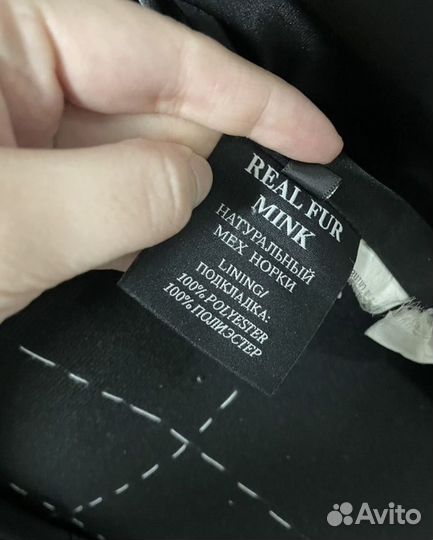 REAL FUR
MINK
НАТУРАЛЬНЫЙ
МЕХ НОРКИ
LINING/
ПОДКЛАДКА:
100% POLYESTER
100% ПОЛИЭСТЕР
Avito